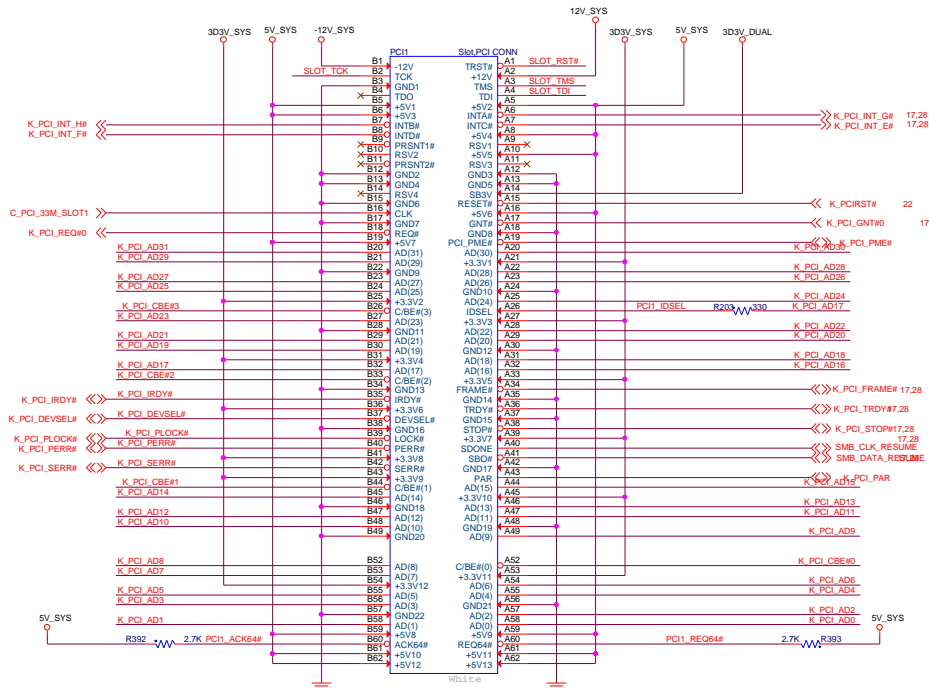 12V_SYS
3D3V_SYS 5V_SYS -12V_SYS 3D3V_SYS 5V_SYS 3D3V_DUAL
PCI1 Slot,PCI CONN
B1 -12V TRST# A1 SLOT_RST#
SLOT_TCK B2 TCK +12V A2
B3 GND1 TMS A3 SLOT_TMS
B4 TDO TDI A4 SLOT_TDI
B5 +5V1 +5V2 A5
B6 +5V3 INTA# A6 K_PCI_INT_G# 17,28
K_PCI_INT_H# B7 INTB# INTC# A7 K_PCI_INT_E# 17,28
K_PCI_INT_F# B8 INTD# +5V4 A8
B9 PRSNT1# RSV1 A9
B10 RSV2 +5V5 A10
B11 PRSNT2# RSV3 A11
B12 GND2 GND3 A12
B13 GND4 GND5 A13
B14 RSV4 SB3V A14
B15 GND6 RESET# A15 K_PCIRST# 22
C_PCI_33M_SLOT1 B16 CLK +5V6 A16
B17 GND7 GNT# A17 K_PCI_GNT#0 17
K_PCI_REQ#0 B18 REQ# GND8 A18
B19 +5V7 PCI_PME# A19 K_PCI_PME#
K_PCI_AD31 B20 AD(31) AD(30) A20 K_PCI_AD30
K_PCI_AD29 B21 AD(29) +3.3V1 A21
B22 GND9 AD(28) A22 K_PCI_AD28
K_PCI_AD27 B23 AD(27) AD(26) A23 K_PCI_AD26
K_PCI_AD25 B24 AD(25) GND10 A24
B25 +3.3V2 AD(24) A25 K_PCI_AD24
K_PCI_CBE#3 B26 C/BE#(3) IDSEL A26 PCI1_IDSEL R203 330 K_PCI_AD17
K_PCI_AD23 B27 AD(23) +3.3V3 A27
B28 GND11 AD(22) A28 K_PCI_AD22
K_PCI_AD21 B29 AD(21) AD(20) A29 K_PCI_AD20
K_PCI_AD19 B30 AD(19) GND12 A30
B31 +3.3V4 AD(18) A31 K_PCI_AD18
K_PCI_AD17 B32 AD(17) AD(16) A32 K_PCI_AD16
K_PCI_CBE#2 B33 C/BE#(2) +3.3V5 A33
B34 GND13 FRAME# A34 K_PCI_FRAME# 17,28
K_PCI_IRDY# K_PCI_IRDY# B35 IRDY# GND14 A35
B36 +3.3V6 TRDY# A36 K_PCI_TRDY# 17,28
K_PCI_DEVSEL# K_PCI_DEVSEL# B37 DEVSEL# GND15 A37
B38 GND16 STOP# A38 K_PCI_STOP# 17,28
K_PCI_PLOCK# K_PCI_PLOCK# B39 LOCK# +3.3V7 A39 17,28
K_PCI_PERR# K_PCI_PERR# B40 PERR# SDONE A40 SMB_CLK_RESUME
B41 +3.3V8 SBO# A41 SMB_DATA_RESUME
K_PCI_SERR# K_PCI_SERR# B42 SERR# GND17 A42
B43 +3.3V9 PAR A43 K_PCI_PAR
K_PCI_CBE#1 B44 C/BE#(1) AD(15) A44 K_PCI_AD15
K_PCI_AD14 B45 AD(14) +3.3V10 A45
B46 GND18 AD(13) A46 K_PCI_AD13
K_PCI_AD12 B47 AD(12) AD(11) A47 K_PCI_AD11
K_PCI_AD10 B48 AD(10) GND19 A48
B49 GND20 AD(9) A49 K_PCI_AD9
K_PCI_AD8 B52 AD(8) C/BE#(0) A52 K_PCI_CBE#0
K_PCI_AD7 B53 AD(7) +3.3V11 A53
B54 +3.3V12 AD(6) A54 K_PCI_AD6
K_PCI_AD5 B55 AD(5) AD(4) A55 K_PCI_AD4
K_PCI_AD3 B56 AD(3) GND21 A56
B57 GND22 AD(2) A57 K_PCI_AD2
K_PCI_AD1 B58 AD(1) AD(0) A58 K_PCI_AD0
5V_SYS B59 +5V8 +5V9 A59 5V_SYS
R392 2.7K PCI1_ACK64# B60 ACK64# REQ64# A60 PCI1_REQ64# 2.7K R393
B61 +5V10 +5V11 A61
B62 +5V12 +5V13 A62
White